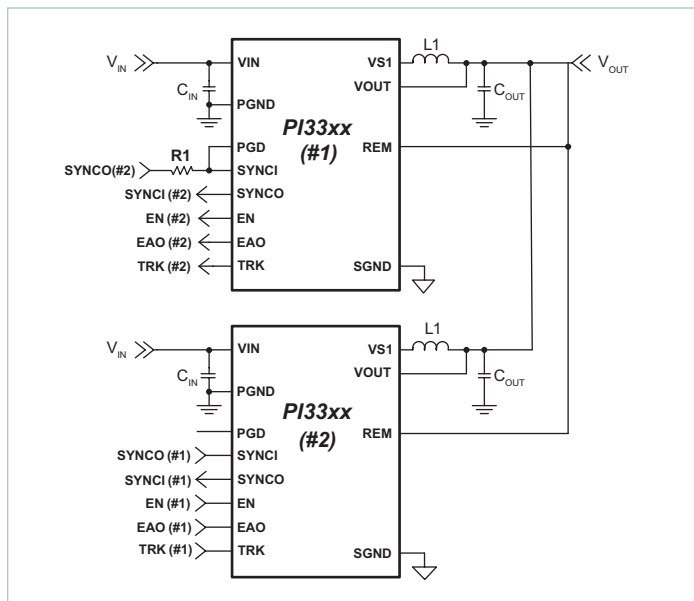 V_IN VIN VS1 L1 V_OUT
C_IN VOUT C_OUT
PGND
PI33xx
(#1)
PGD REM
R1
SYNCO(#2) SYNCI
SYNCI (#2) SYNCO
EN (#2) EN
EAO (#2) EAO
TRK (#2) TRK SGND
V_IN VIN VS1 L1
C_IN VOUT C_OUT
PGND
PI33xx
(#2)
PGD REM
SYNCO (#1) SYNCI
SYNCI (#1) SYNCO
EN (#1) EN
EAO (#1) EAO
TRK (#1) TRK SGND